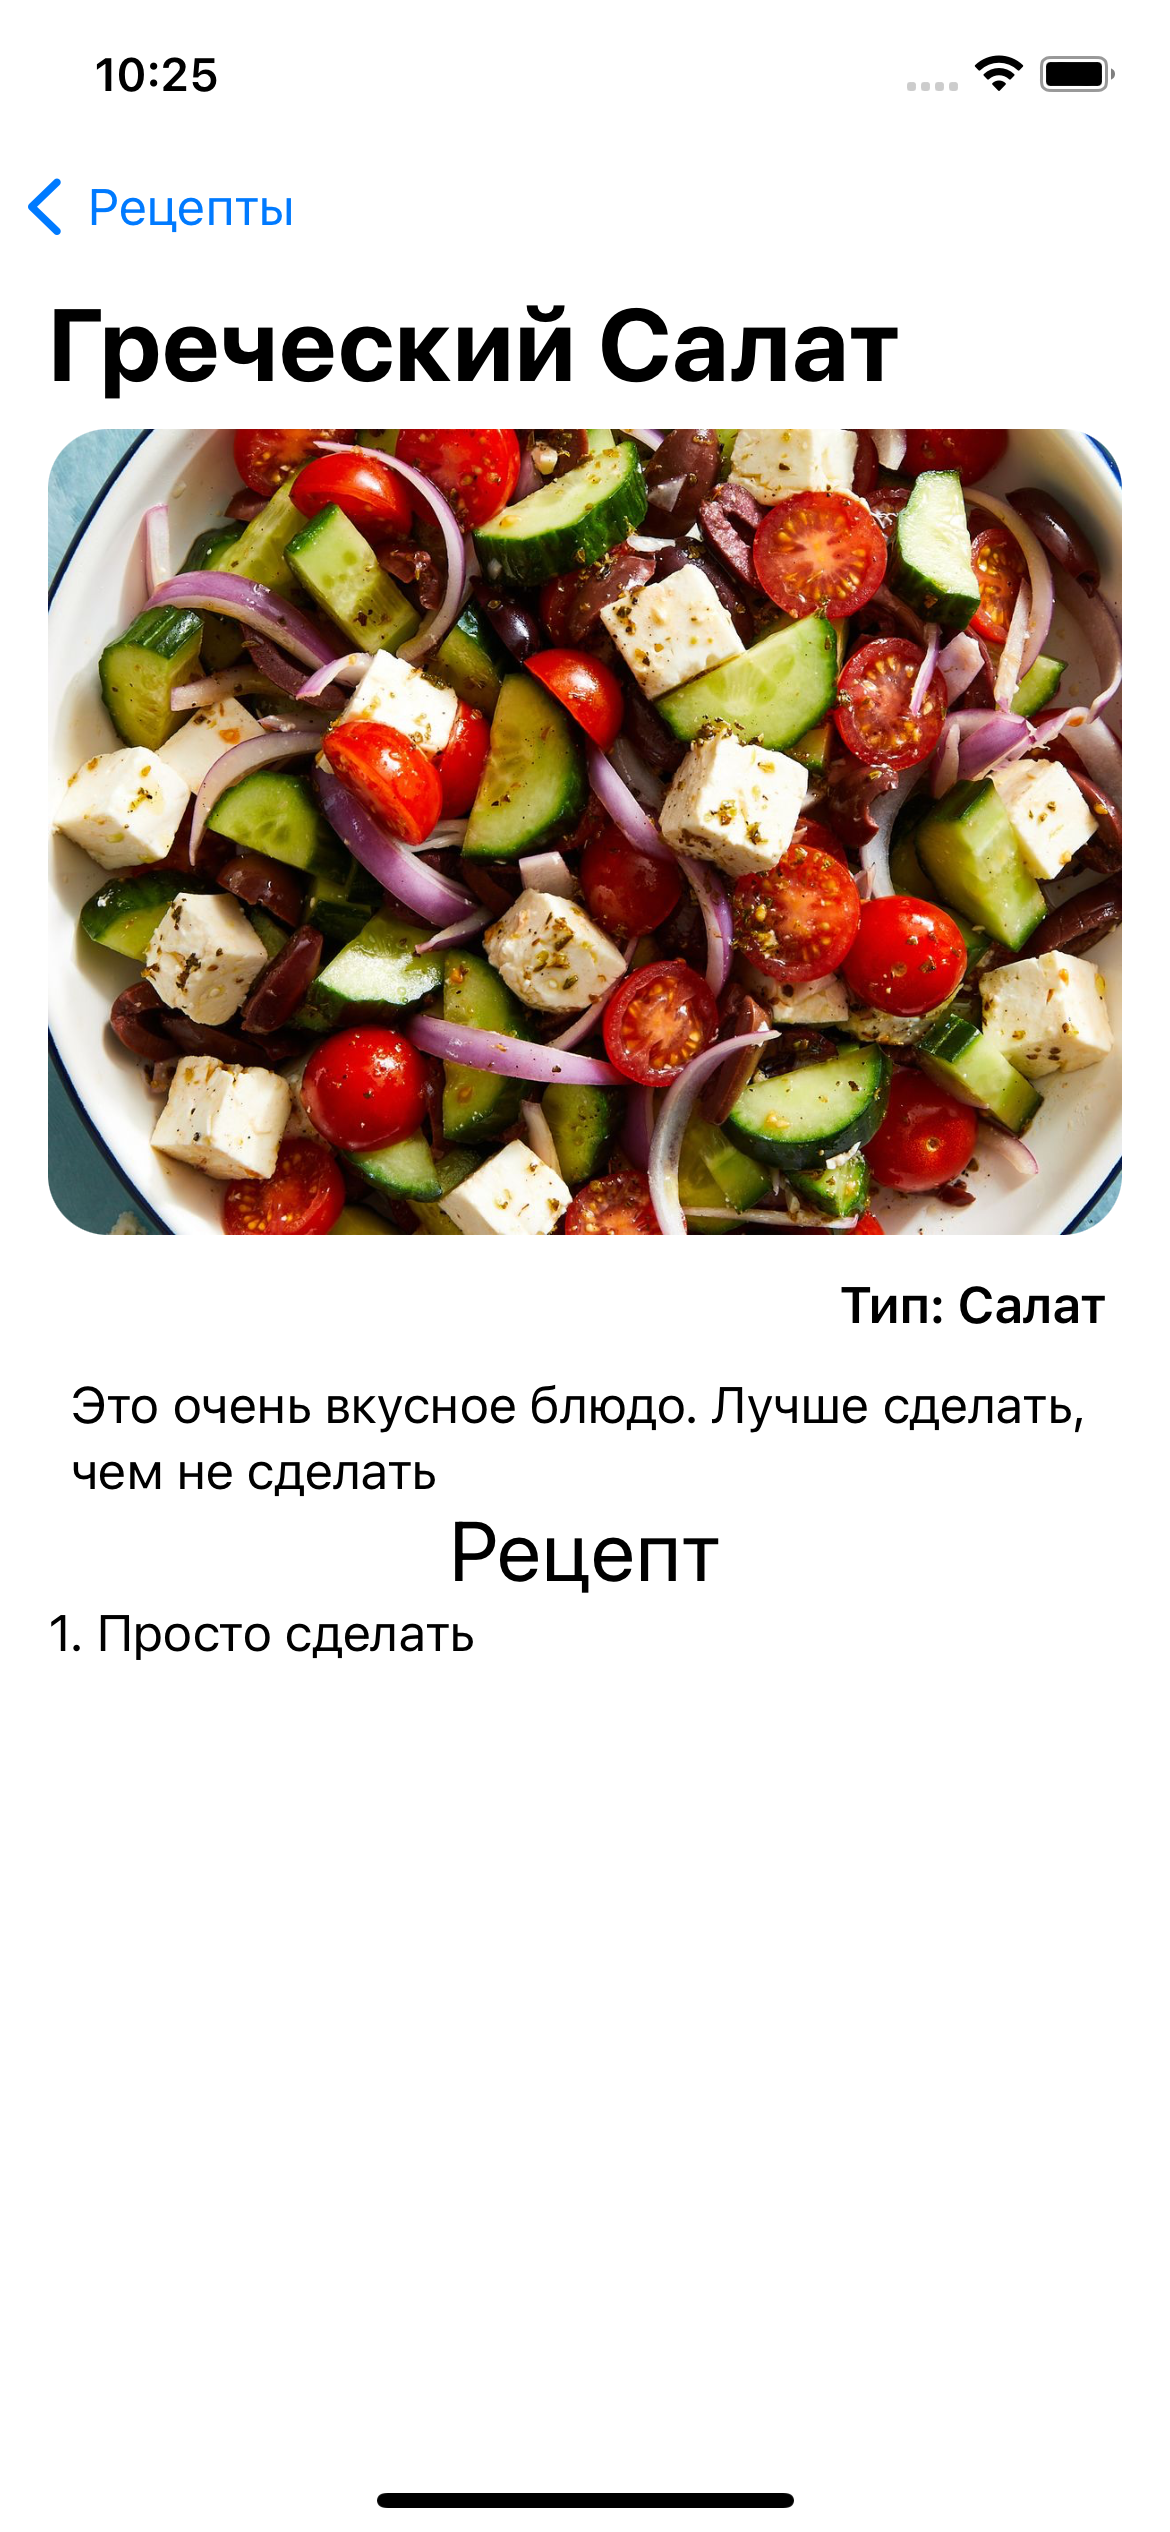 10:25
Рецепты
Греческий Салат
Тип: Салат
Это очень вкусное блюдо. Лучше сделать,
чем не сделать
Рецепт
1. Просто сделать